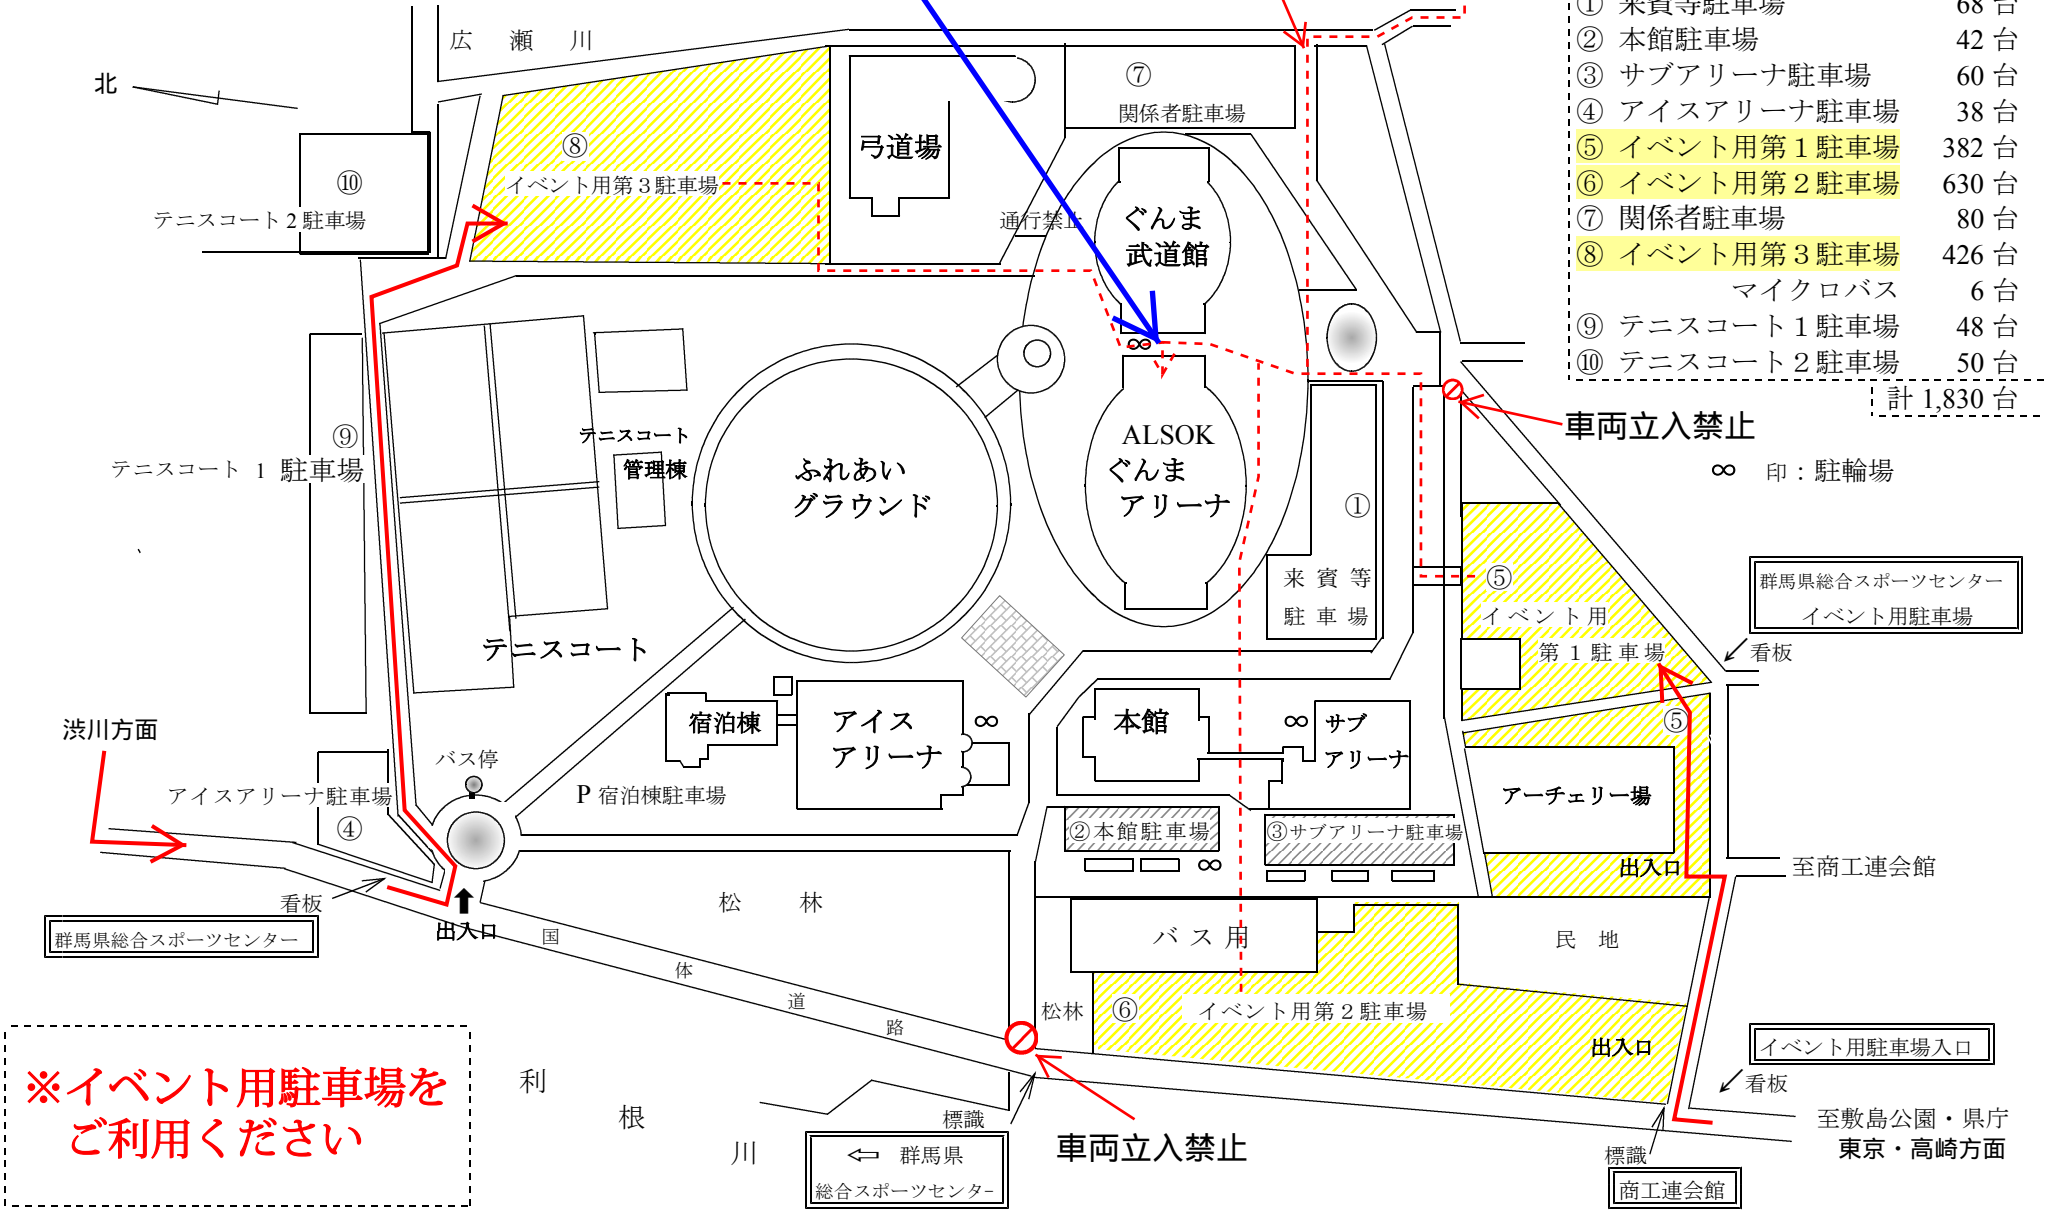 ① 来賓等駐車場 68 台
② 本館駐車場 42 台
③ サブアリーナ駐車場 60 台
④ アイスアリーナ駐車場 38 台
⑤ イベント用第１駐車場 382 台
⑥ イベント用第２駐車場 630 台
⑦ 関係者駐車場 80 台
⑧ イベント用第３駐車場 426 台
マイクロバス 6 台
⑨ テニスコート１駐車場 48 台
⑩ テニスコート２駐車場 50 台
計 1,830 台
∞ 印：駐輪場
広 瀬 川
北
⑩
テニスコート２駐車場
⑧
イベント用第３駐車場
弓道場
⑦
関係者駐車場
通行禁止
ぐんま
武道館
∞
ALSOK
ぐんま
アリーナ
①
来 賓 等
駐 車 場
車両立入禁止
⑨
テニスコート 1 駐車場
テニスコート
管理棟
ふれあい
グラウンド
テニスコート
⑤
イベント用
第１駐車場
⑤
群馬県総合スポーツセンター
イベント用駐車場
看板
渋川方面
バス停
アイスアリーナ駐車場
④
宿泊棟
P 宿泊棟駐車場
アイス
アリーナ
∞
本館
∞
サブ
アリーナ
②本館駐車場
③サブアリーナ駐車場
∞
アーチェリー場
出入口
至商工連会館
看板
群馬県総合スポーツセンター
出入口
国
体
道
路
松 林
バ ス 用
民 地
松林
⑥
イベント用第２駐車場
出入口
イベント用駐車場入口
看板
至敷島公園・県庁
東京・高崎方面
標識
商工連会館
車両立入禁止
標識
⇦ 群馬県
総合スポーツセンター
利
根
川
※イベント用駐車場を
ご利用ください